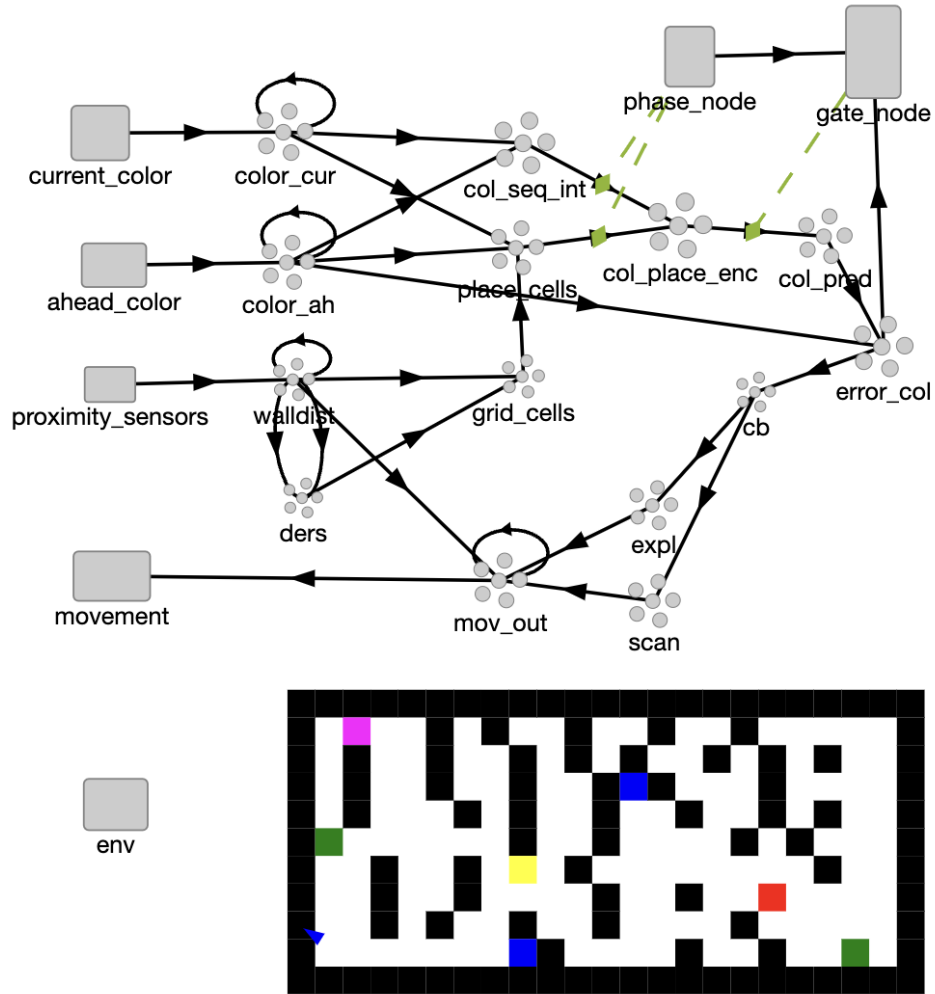 phase_node
gate_node
current_color
color_cur
col_seq_int
ahead_color
color_ah
place_cells
col_place_enc
col_pred
proximity_sensors
walldist
grid_cells
error_col
cb
ders
expl
movement
mov_out
scan
env